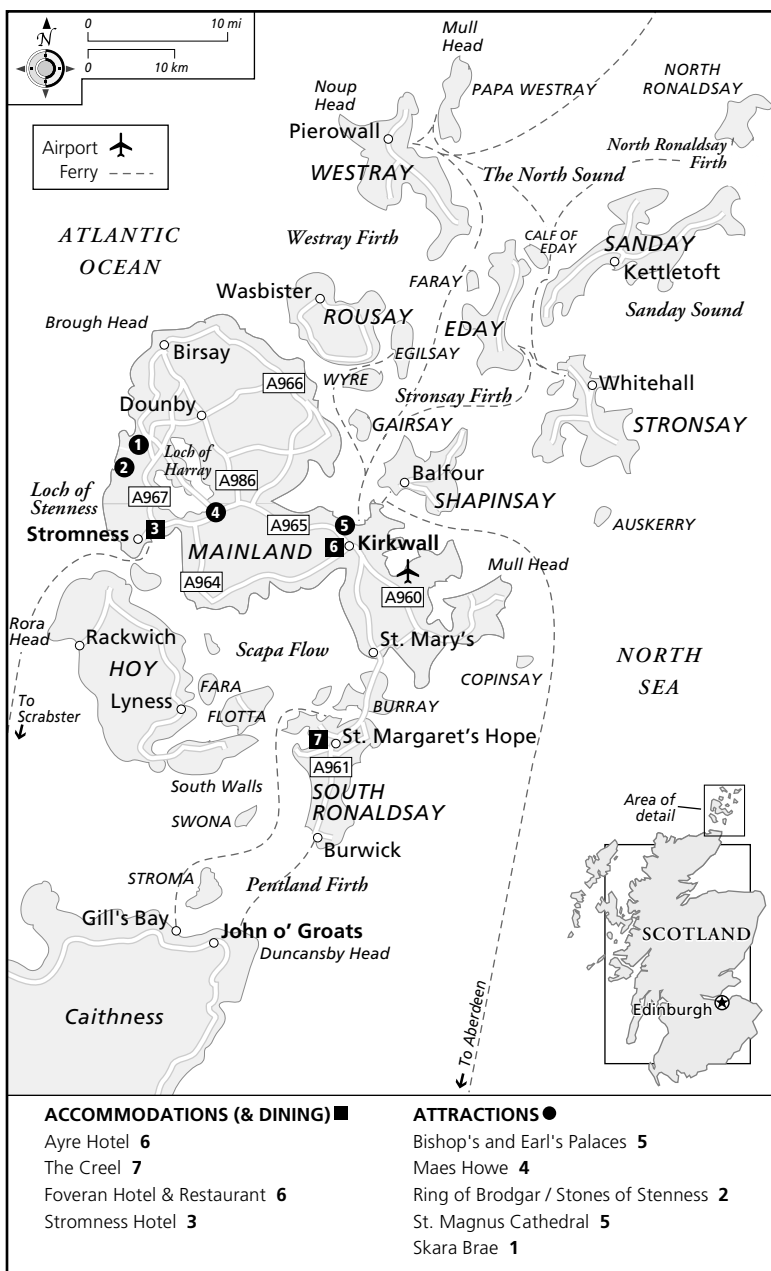 0 10 mi
N
0 10 km
Airport
Ferry
Mull
Head
PAPA WESTRAY
NORTH
RONALDSAY
Noup
Head
Pierowall
WESTRAY
North Ronaldsay
Firth
The North Sound
ATLANTIC
OCEAN
Westray Firth
CALF OF
EDAY
SANDAY
Kettletoft
FARAY
Wasbister
ROUSAY
EDAY
Sanday Sound
Brough Head
Birsay
EGILSAY
WYRE
A966
Stronsay Firth
Whitehall
Dounby
GAIRSAY
STRONSAY
1
Loch of
Harray
2
Balfour
SHAPINSAY
A986
Loch of
Stenness
A967
4
3
A965
5
AUSKERRY
Stromness
MAINLAND
6
Kirkwall
A964
A960
Mull Head
Rora
Head
Rackwich
HOY
Scapa Flow
St. Mary's
NORTH
SEA
COPINSAY
To
Scrabster
Lyness
FARA
FLOTTA
BURRAY
7
St. Margaret's Hope
A961
South Walls
SOUTH
RONALDSAY
SWONA
Burwick
Area of
detail
STROMA
Pentland Firth
Gill's Bay
John o' Groats
Duncansby Head
SCOTLAND
Edinburgh
Caithness
To Aberdeen
ACCOMMODATIONS (& DINING)
Ayre Hotel 6
The Creel 7
Foveran Hotel & Restaurant 6
Stromness Hotel 3
ATTRACTIONS
Bishop's and Earl's Palaces 5
Maes Howe 4
Ring of Brodgar / Stones of Stenness 2
St. Magnus Cathedral 5
Skara Brae 1